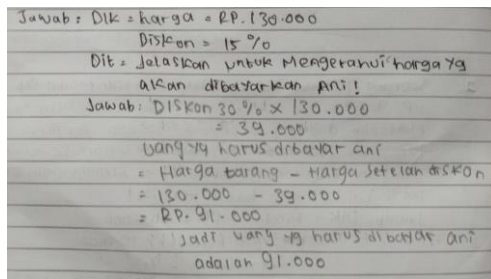 Jawab : Dik = harga = RP. 130.000
Diskon = 15 %
Dit = Jelaskan untuk Mengetahui harga yg
akan dibayarkan Ani !
Jawab : Diskon 30 % x 130.000
= 39.000
Uang yg harus dibayar ani
= Harga barang - Harga setelah diskon
= 130.000 - 39.000
= RP. 91.000
Jadi uang yg harus dibayar ani
adalah 91.000